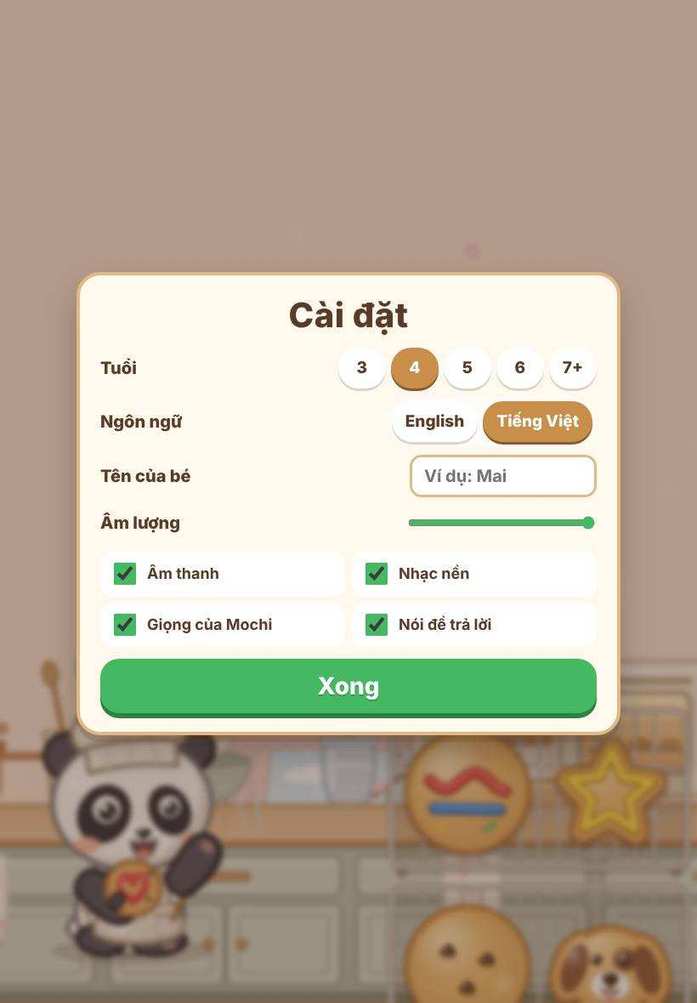 Cài đặt
Tuổi 3 4 5 6 7+
Ngôn ngữ English Tiếng Việt
Tên của bé Ví dụ: Mai
Âm lượng
Âm thanh Nhạc nền
Giọng của Mochi Nói để trả lời
Xong